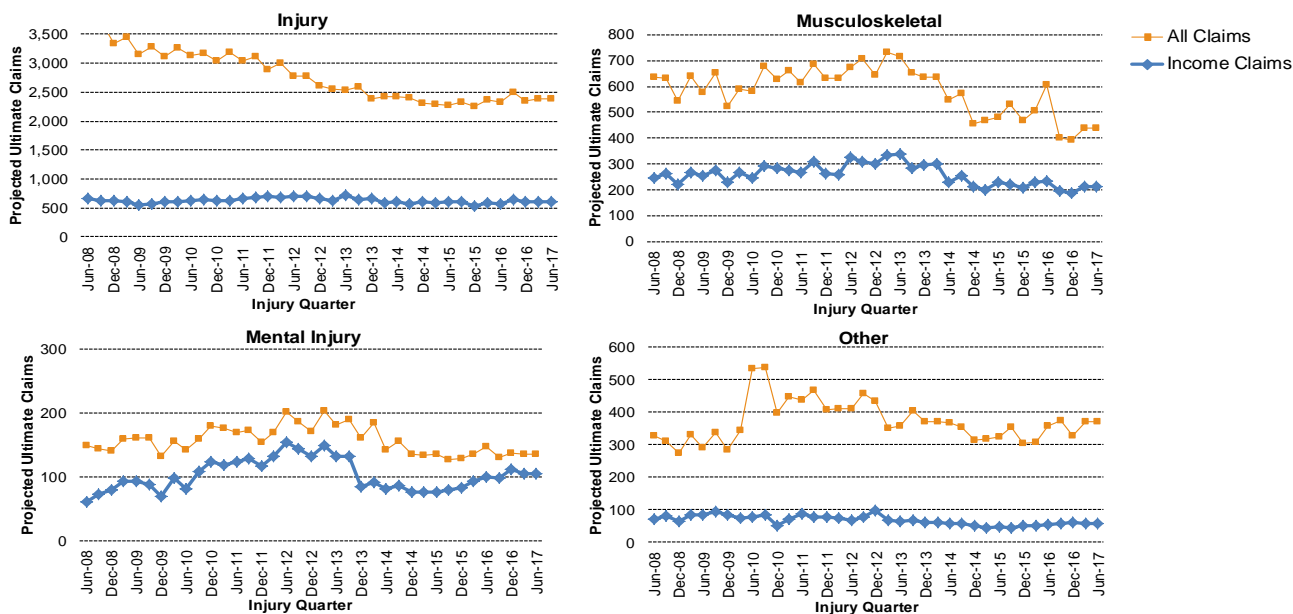 Injury
Projected Ultimate Claims
3,500
3,000
2,500
2,000
1,500
1,000
500
0
Jun-08
Dec-08
Jun-09
Dec-09
Jun-10
Dec-10
Jun-11
Dec-11
Jun-12
Dec-12
Jun-13
Dec-13
Jun-14
Dec-14
Jun-15
Dec-15
Jun-16
Dec-16
Jun-17
Injury Quarter
Musculoskeletal
Projected Ultimate Claims
800
700
600
500
400
300
200
100
0
Jun-08
Dec-08
Jun-09
Dec-09
Jun-10
Dec-10
Jun-11
Dec-11
Jun-12
Dec-12
Jun-13
Dec-13
Jun-14
Dec-14
Jun-15
Dec-15
Jun-16
Dec-16
Jun-17
Injury Quarter
All Claims
Income Claims
Mental Injury
Projected Ultimate Claims
300
200
100
0
Jun-08
Dec-08
Jun-09
Dec-09
Jun-10
Dec-10
Jun-11
Dec-11
Jun-12
Dec-12
Jun-13
Dec-13
Jun-14
Dec-14
Jun-15
Dec-15
Jun-16
Dec-16
Jun-17
Injury Quarter
Other
Projected Ultimate Claims
600
500
400
300
200
100
0
Jun-08
Dec-08
Jun-09
Dec-09
Jun-10
Dec-10
Jun-11
Dec-11
Jun-12
Dec-12
Jun-13
Dec-13
Jun-14
Dec-14
Jun-15
Dec-15
Jun-16
Dec-16
Jun-17
Injury Quarter